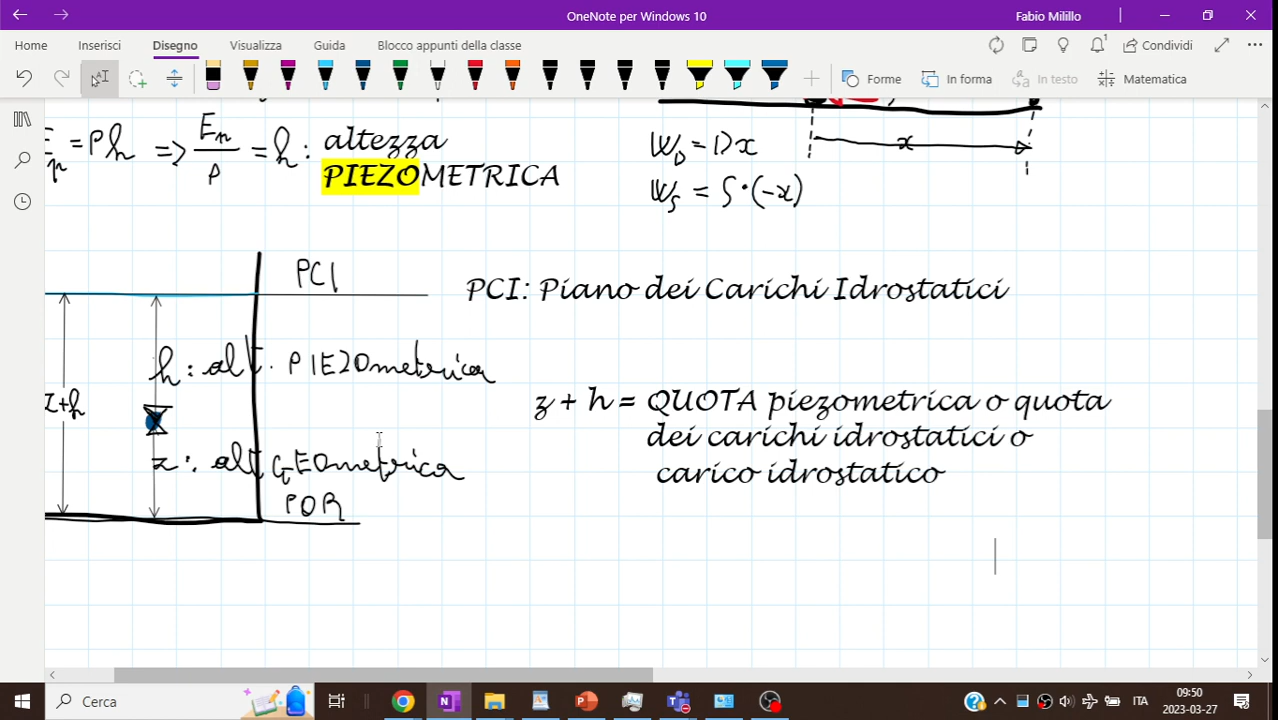 OneNote per Windows 10
Fabio Milillo
Home Inserisci Disegno Visualizza Guida Blocco appunti della classe
Condividi
Forme In forma In testo Matematica
= Ph => = h : altezza
PIEZOMETRICA
x
W_D = Dx
W_S = S·(-x)
PCI
PCI: Piano dei Carichi Idrostatici
h: alt. PIEZOmetrica
z+h
z + h = QUOTA piezometrica o quota
dei carichi idrostatici o
carico idrostatico
z: alt GEOmetrica
POR
Cerca
ITA
09:50
2023-03-27